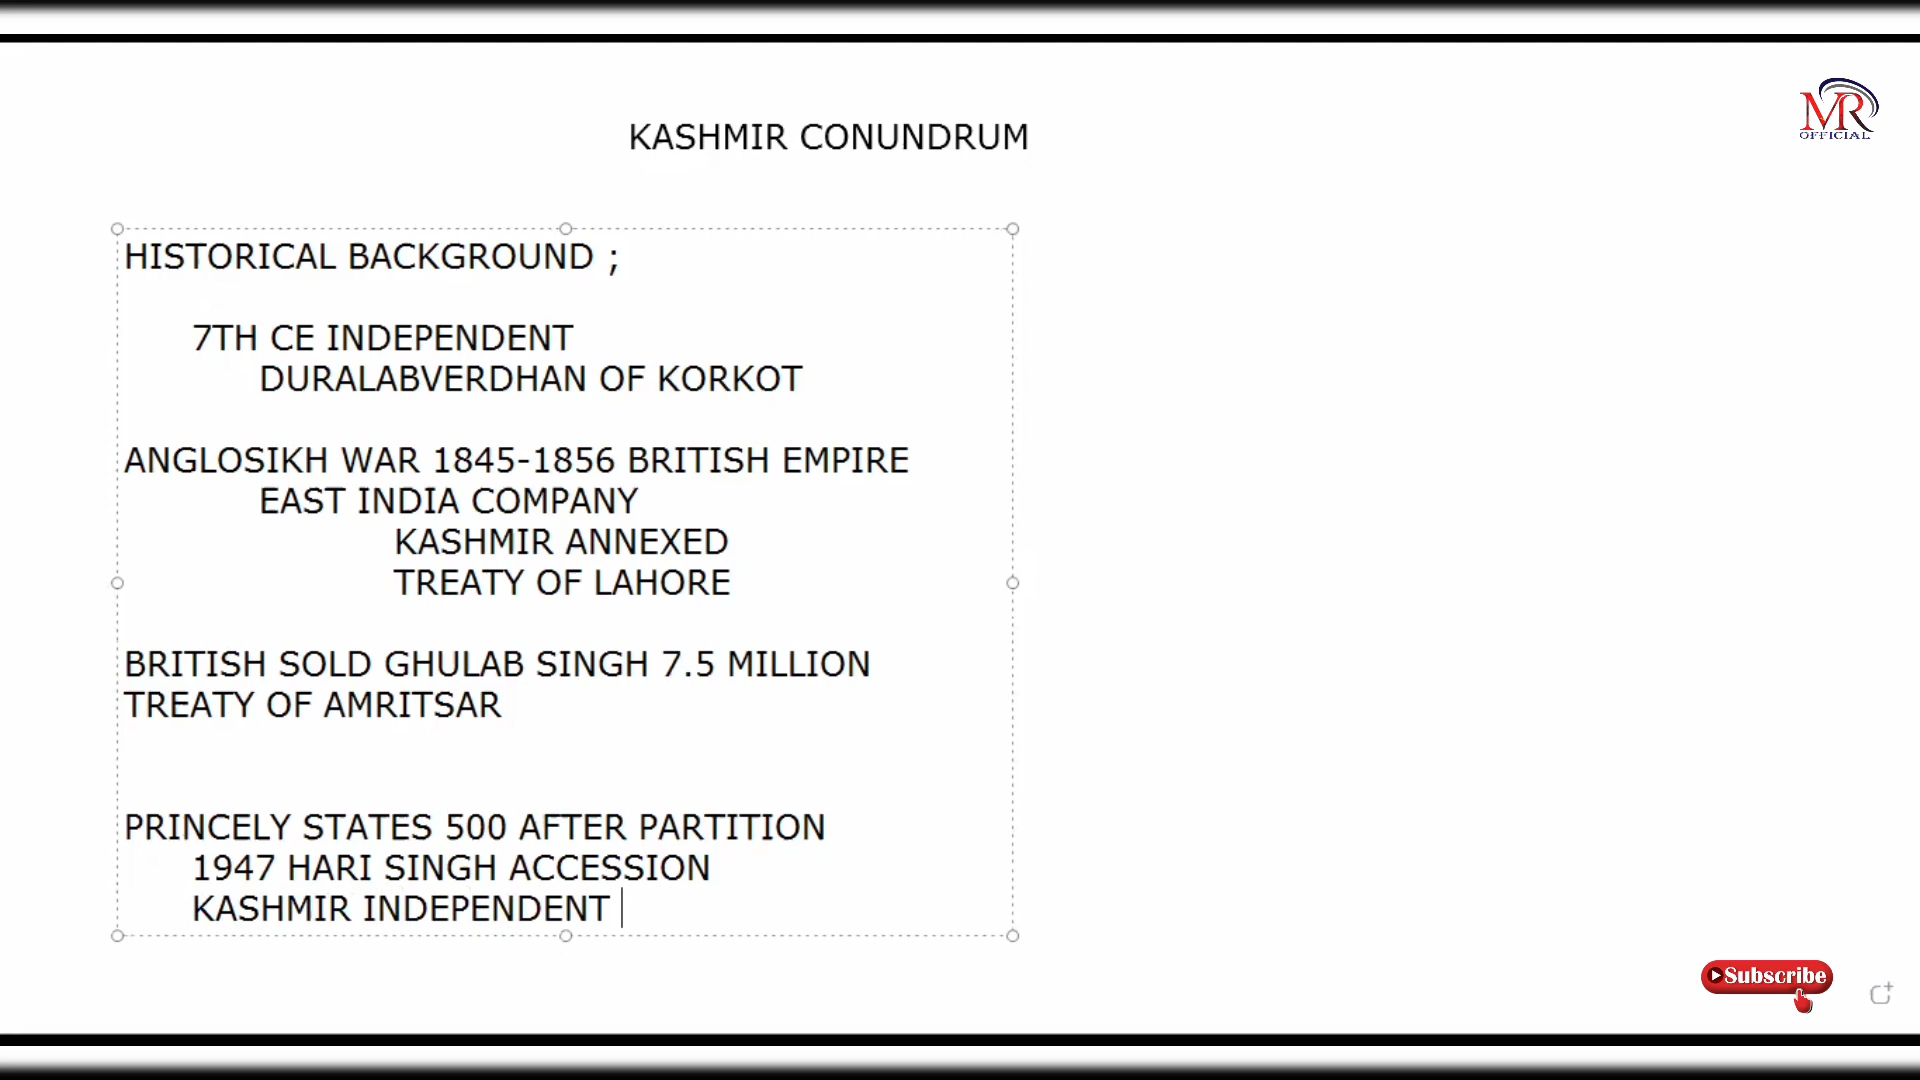 KASHMIR CONUNDRUM
MR
OFFICIAL
HISTORICAL BACKGROUND ;
7TH CE INDEPENDENT
DURALABVERDHAN OF KORKOT
ANGLOSIKH WAR 1845-1856 BRITISH EMPIRE
EAST INDIA COMPANY
KASHMIR ANNEXED
TREATY OF LAHORE
BRITISH SOLD GHULAB SINGH 7.5 MILLION
TREATY OF AMRITSAR
PRINCELY STATES 500 AFTER PARTITION
1947 HARI SINGH ACCESSION
KASHMIR INDEPENDENT
Subscribe